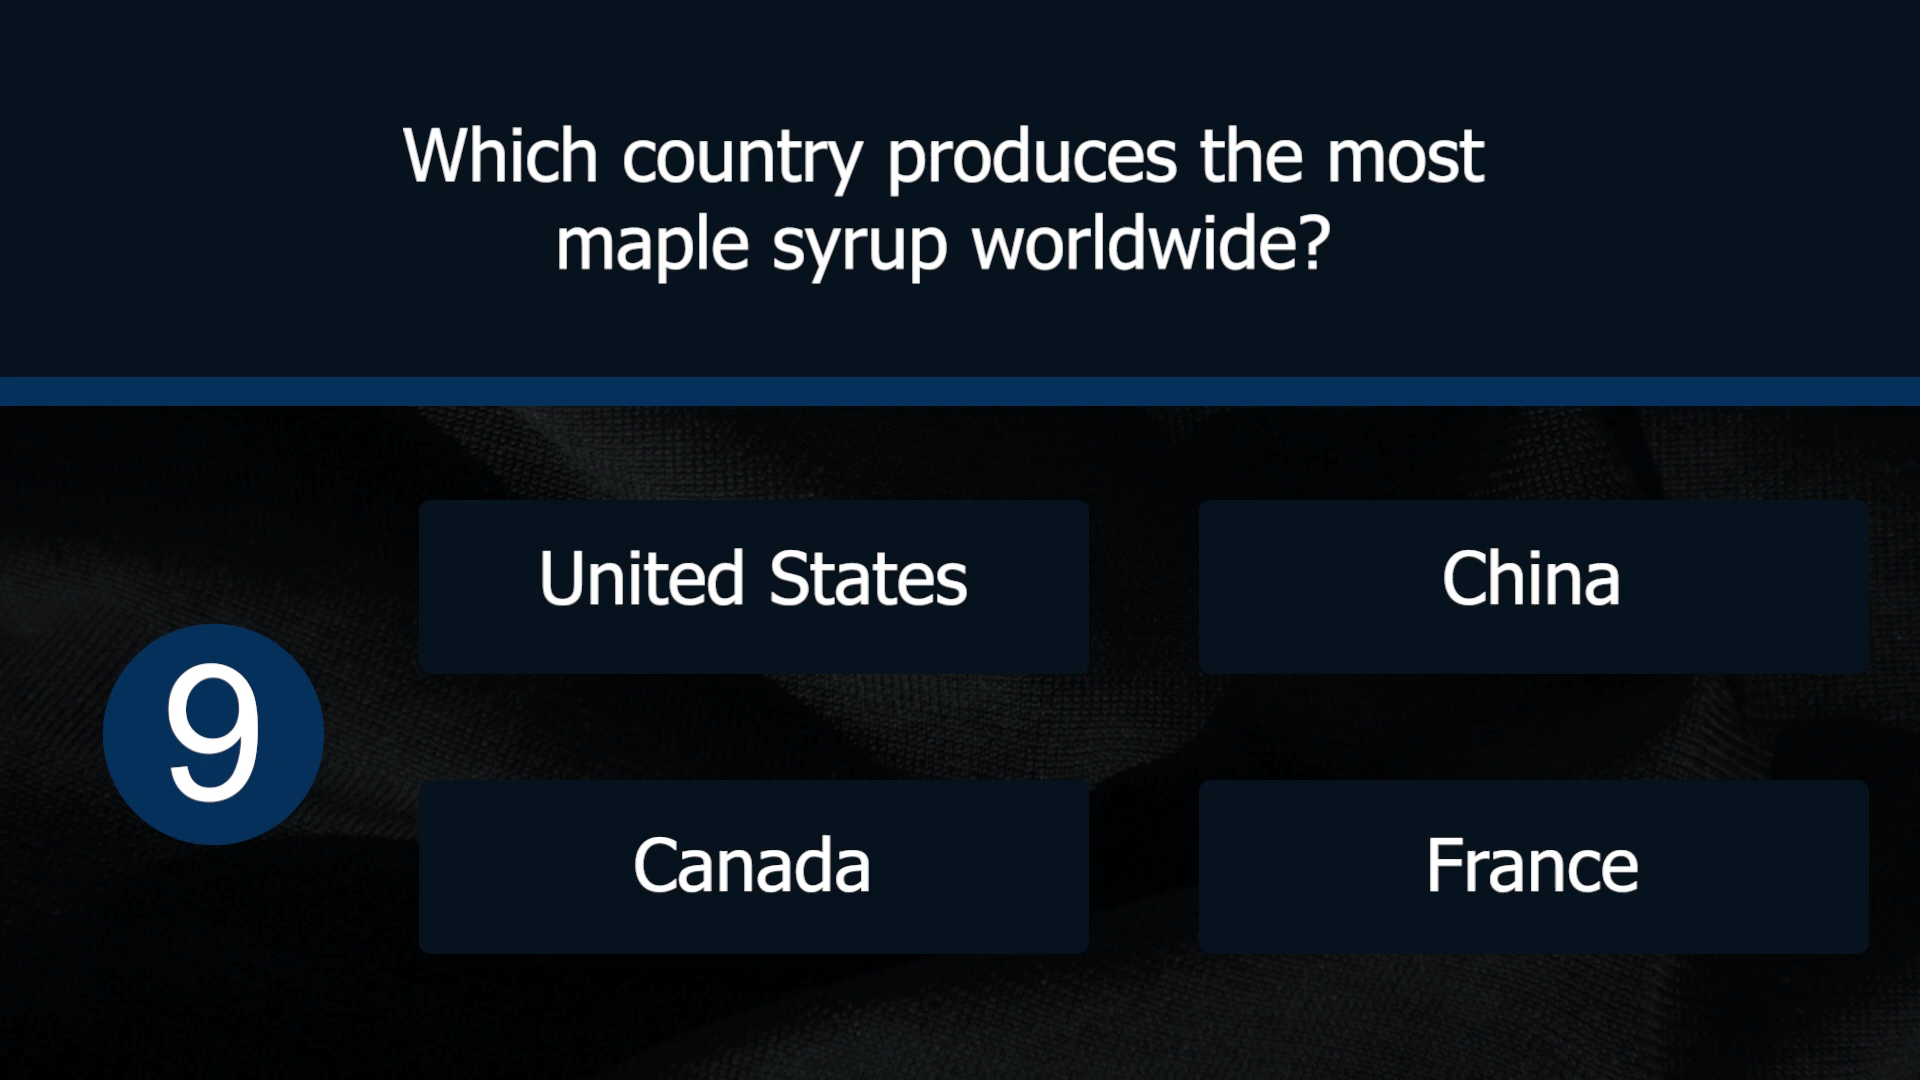 Which country produces the most
maple syrup worldwide?
United States
China
9
Canada
France